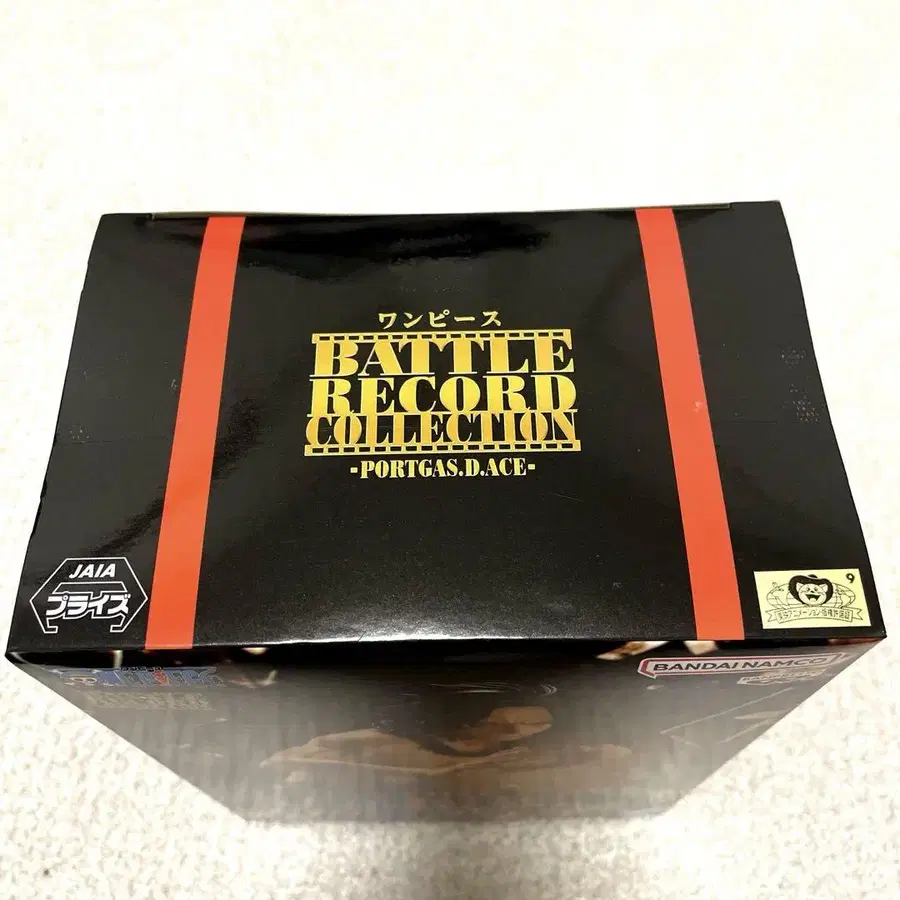 ワンピース
BATTLE
RECORD
COLLECTION
-PORTGAS.D.ACE-
JAIA
プライズ
9
BANDAI NAMCO